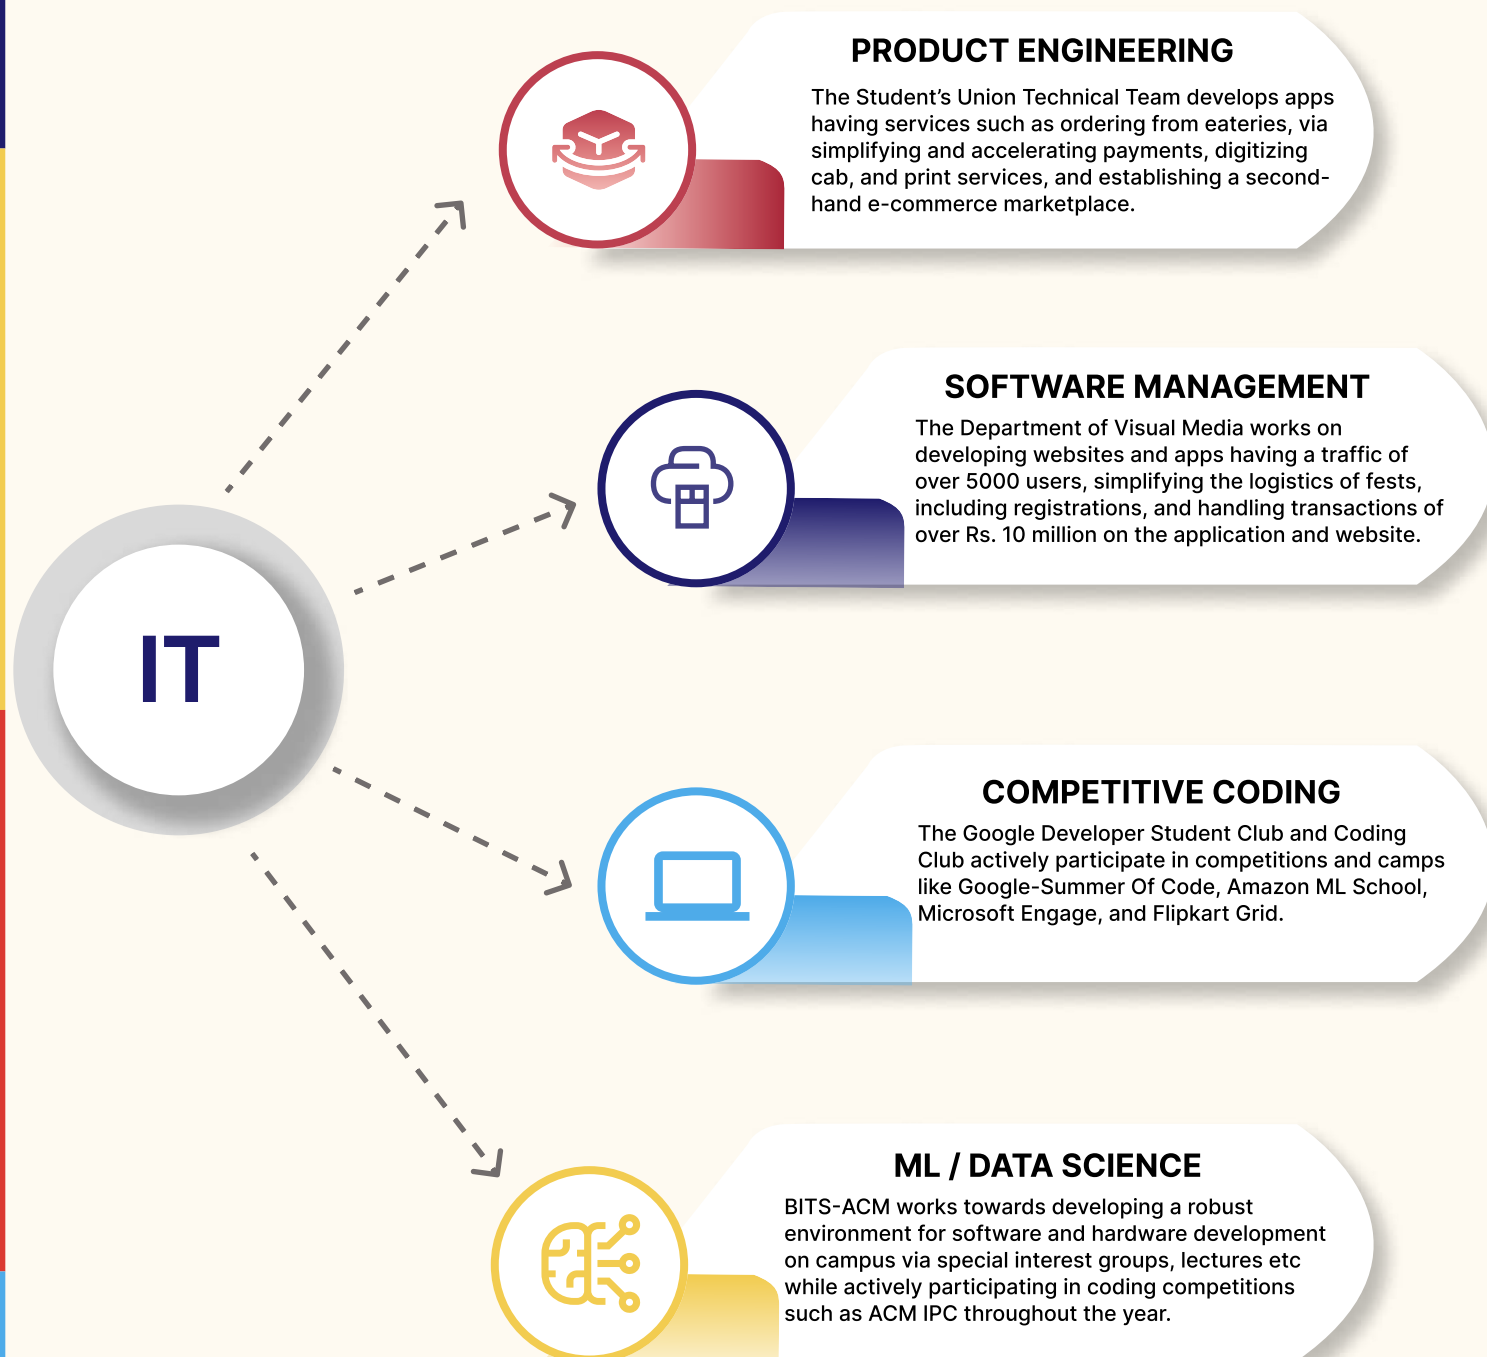 PRODUCT ENGINEERING
The Student’s Union Technical Team develops apps
having services such as ordering from eateries, via
simplifying and accelerating payments, digitizing
cab, and print services, and establishing a second-
hand e-commerce marketplace.
SOFTWARE MANAGEMENT
The Department of Visual Media works on
developing websites and apps having a traffic of
over 5000 users, simplifying the logistics of fests,
including registrations, and handling transactions of
over Rs. 10 million on the application and website.
IT
COMPETITIVE CODING
The Google Developer Student Club and Coding
Club actively participate in competitions and camps
like Google-Summer Of Code, Amazon ML School,
Microsoft Engage, and Flipkart Grid.
ML / DATA SCIENCE
BITS-ACM works towards developing a robust
environment for software and hardware development
on campus via special interest groups, lectures etc
while actively participating in coding competitions
such as ACM IPC throughout the year.